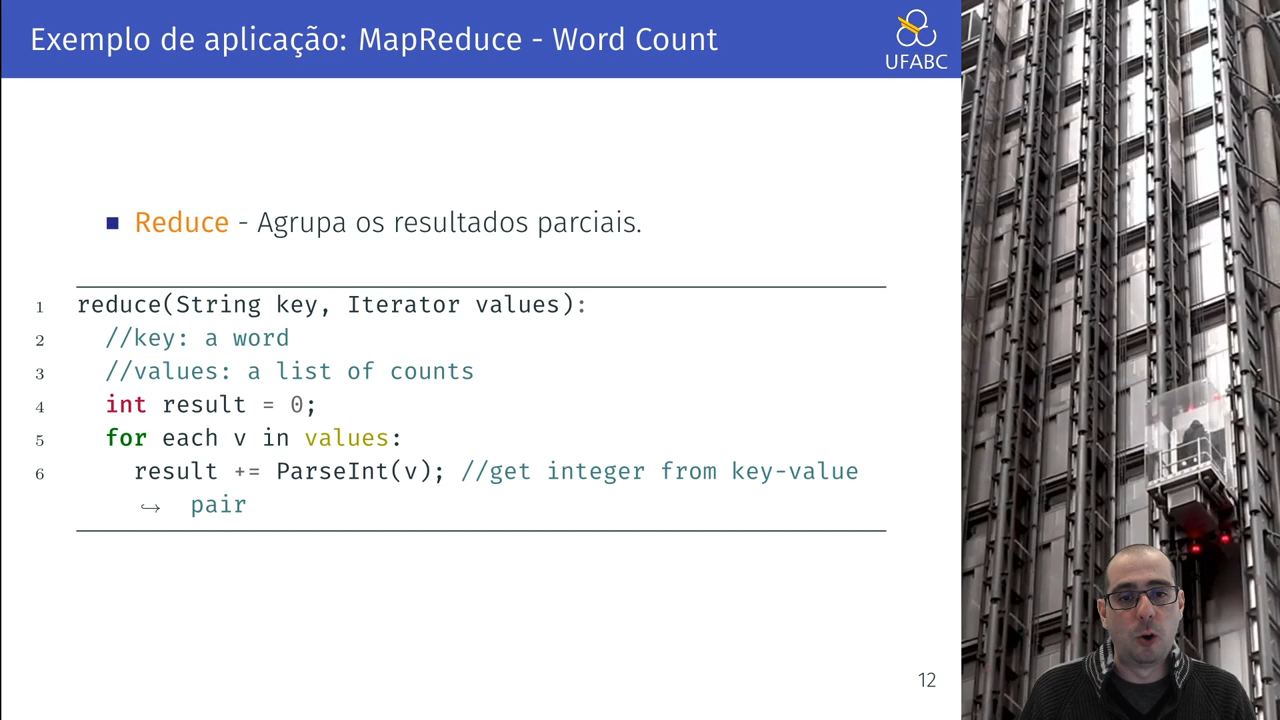 Exemplo de aplicação: MapReduce - Word Count
UFABC
Reduce - Agrupa os resultados parciais.
1 reduce(String key, Iterator values):
2 //key: a word
3 //values: a list of counts
4 int result = 0;
5 for each v in values:
6 result += ParseInt(v); //get integer from key-value
↪ pair
12